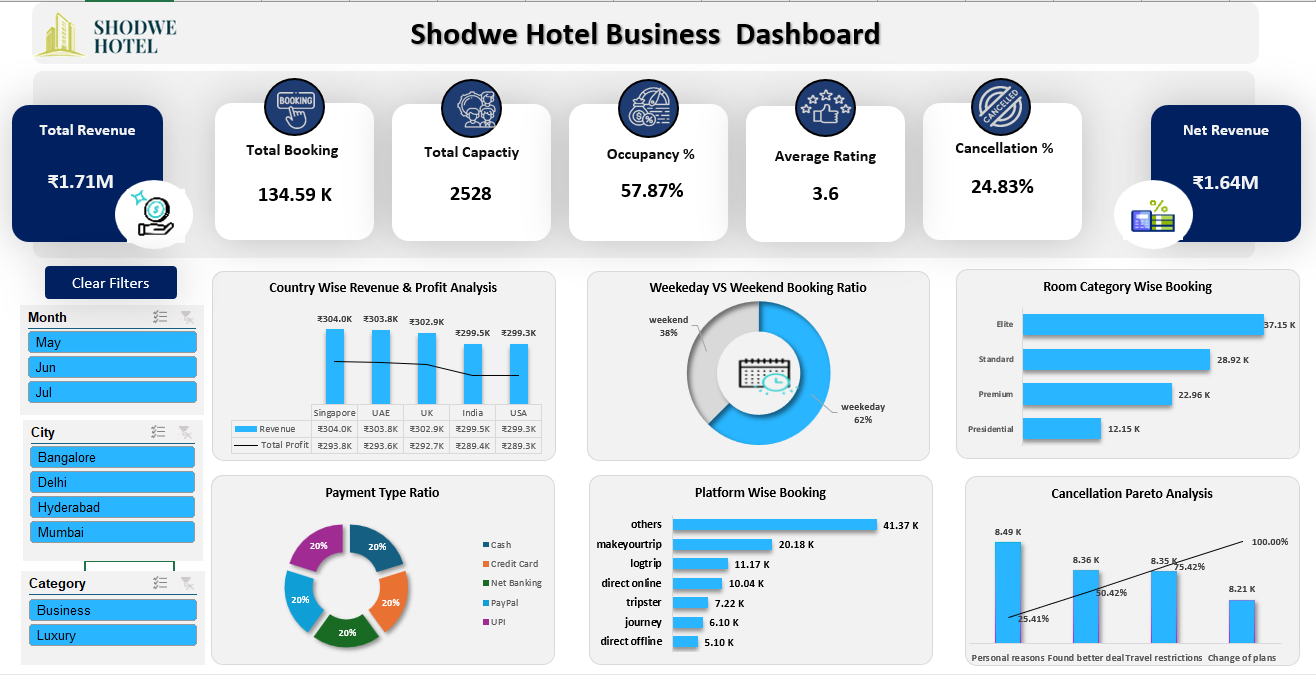 SHODWE
HOTEL
Shodwe Hotel Business Dashboard
Total Revenue
₹1.71M
BOOKING
Total Booking
134.59 K
Total Capactiy
2528
Occupancy %
57.87%
Average Rating
3.6
CANCELLED
Cancellation %
24.83%
Net Revenue
₹1.64M
Clear Filters
Month
May
Jun
Jul
City
Bangalore
Delhi
Hyderabad
Mumbai
Category
Business
Luxury
Country Wise Revenue & Profit Analysis
₹304.0K ₹303.8K ₹302.9K ₹299.5K ₹299.3K
Singapore UAE UK India USA
Revenue ₹304.0K ₹303.8K ₹302.9K ₹299.5K ₹299.3K
Total Profit ₹293.8K ₹293.6K ₹292.7K ₹289.4K ₹289.3K
Weekeday VS Weekend Booking Ratio
weekend
38%
weekeday
62%
Room Category Wise Booking
Elite 37.15 K
Standard 28.92 K
Premium 22.96 K
Presidential 12.15 K
Payment Type Ratio
20% 20%
20% 20%
20%
Cash
Credit Card
Net Banking
PayPal
UPI
Platform Wise Booking
others 41.37 K
makeyourtrip 20.18 K
logtrip 11.17 K
direct online 10.04 K
tripster 7.22 K
journey 6.10 K
direct offline 5.10 K
Cancellation Pareto Analysis
8.49 K 8.36 K 8.35 K 8.21 K
25.41% 50.42% 75.42% 100.00%
Personal reasons Found better deal Travel restrictions Change of plans